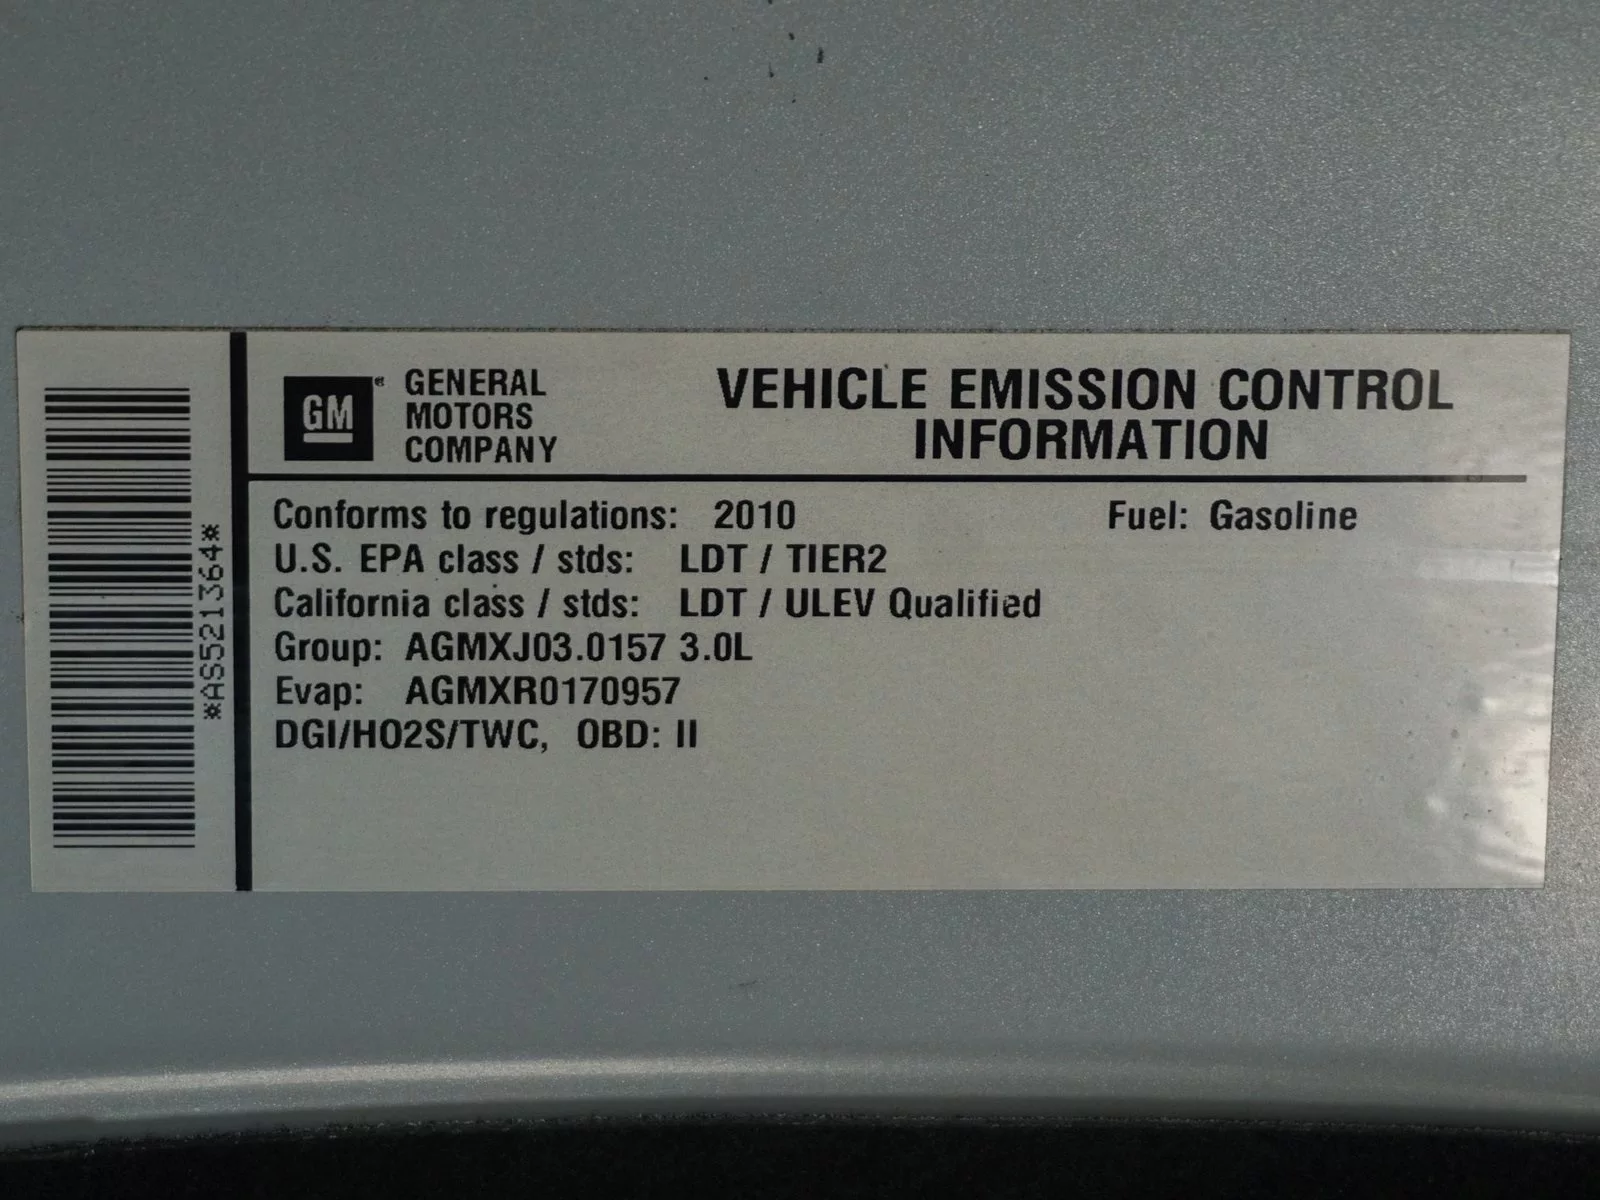 *AS521364*
GM®
GENERAL
MOTORS
COMPANY
VEHICLE EMISSION CONTROL
INFORMATION
Conforms to regulations: 2010 Fuel: Gasoline
U.S. EPA class / stds: LDT / TIER2
California class / stds: LDT / ULEV Qualified
Group: AGMXJ03.0157 3.0L
Evap: AGMXR0170957
DGI/HO2S/TWC, OBD: II